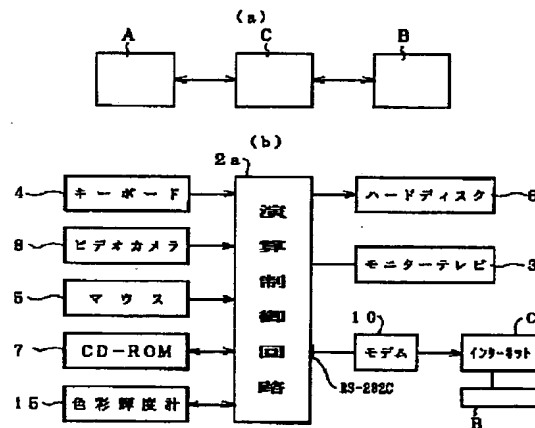 (a)
A C B
(b)
2a
4 キーボード
ビデオカメラ
5 マウス
7 CD-ROM
15 色彩輝度計
演算制御回路
ハードディスク 6
モニターテレビ 3
10 C
モデム インターネット
RS-232C
B